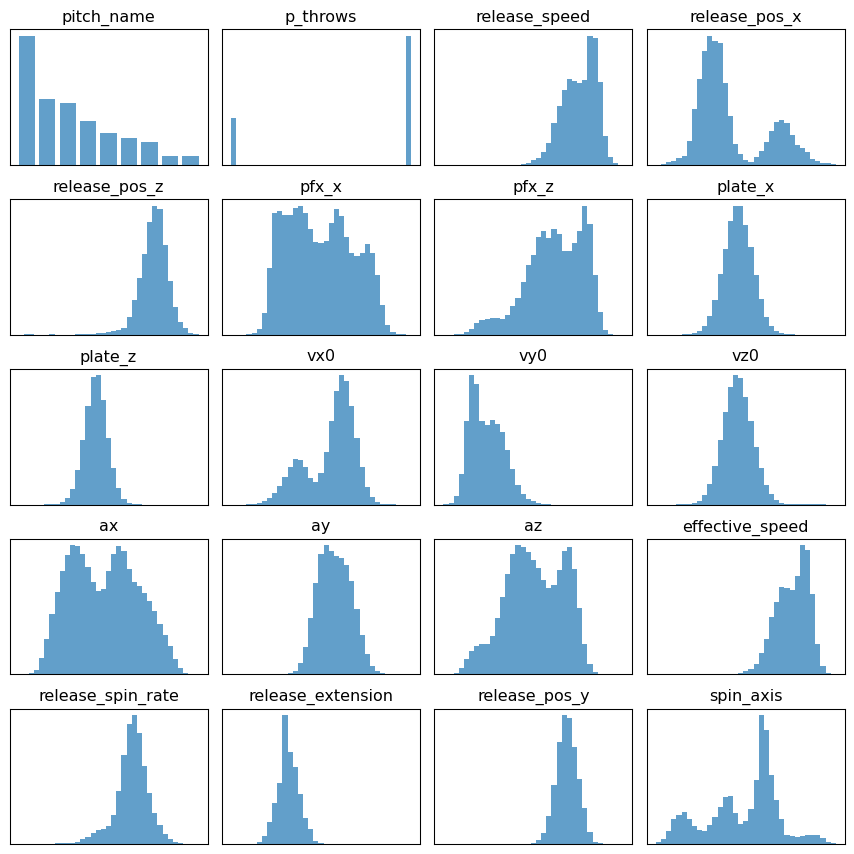 pitch_name
p_throws
release_speed
release_pos_x
release_pos_z
pfx_x
pfx_z
plate_x
plate_z
vx0
vy0
vz0
ax
ay
az
effective_speed
release_spin_rate
release_extension
release_pos_y
spin_axis